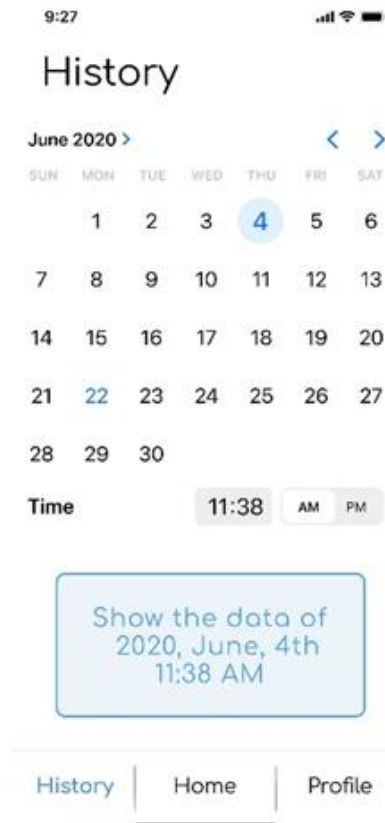 9:27
History
June 2020 >
< >
SUN MON TUE WED THU FRI SAT
1 2 3 4 5 6
7 8 9 10 11 12 13
14 15 16 17 18 19 20
21 22 23 24 25 26 27
28 29 30
Time 11:38 AM PM
Show the data of
2020, June, 4th
11:38 AM
History Home Profile